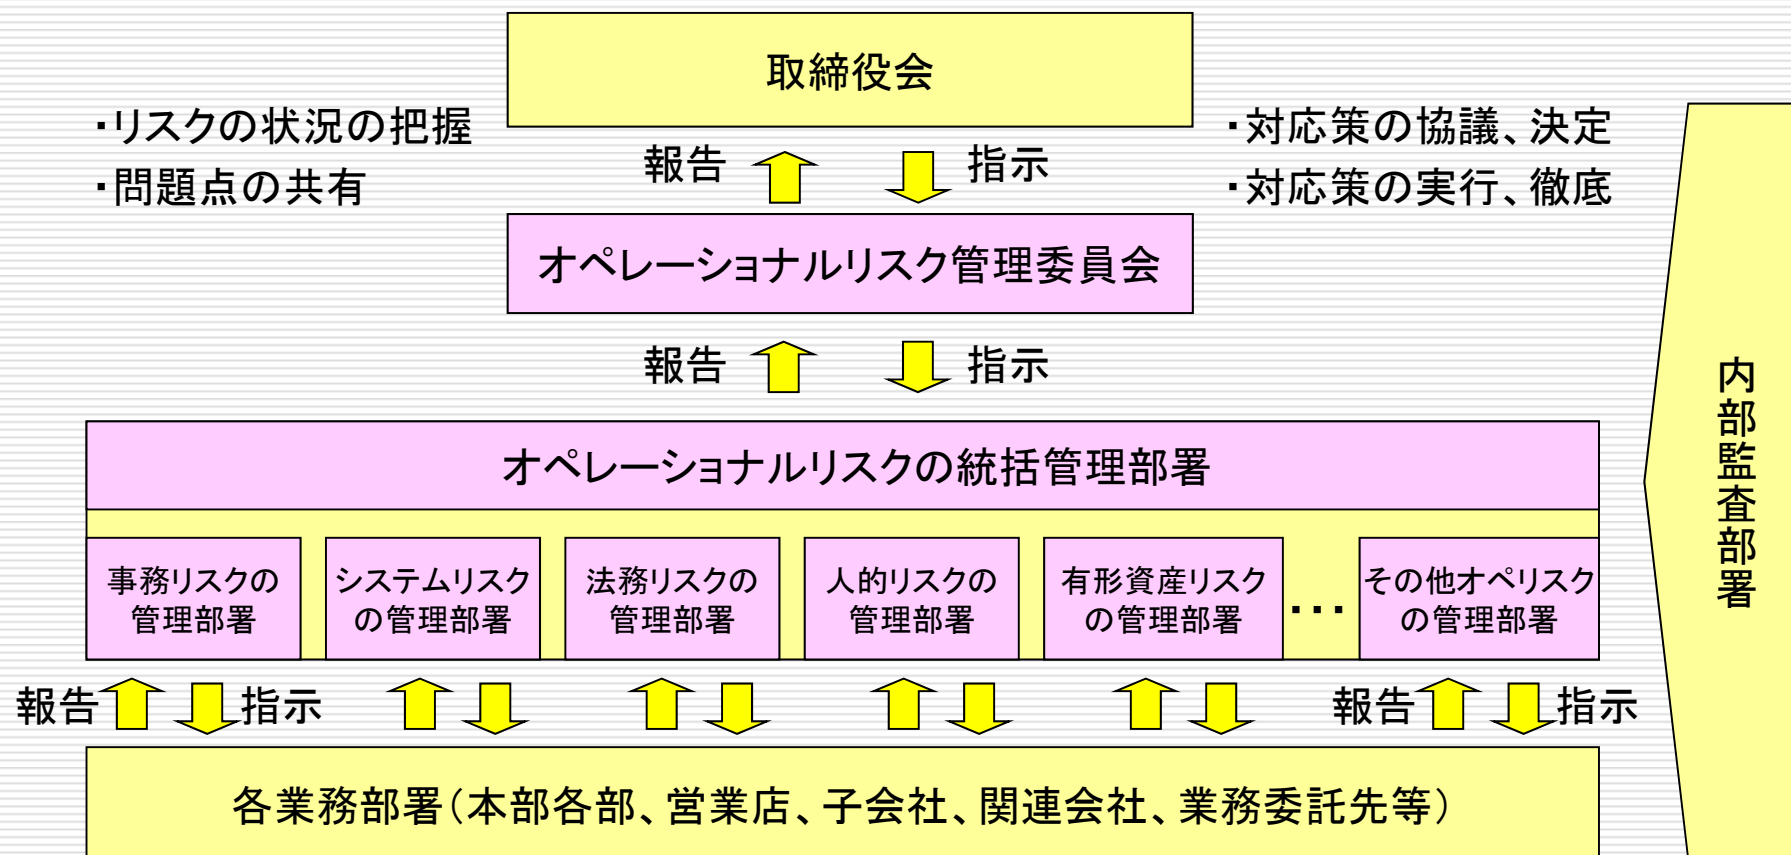 取締役会
・リスクの状況の把握
・問題点の共有
・対応策の協議、決定
・対応策の実行、徹底
報告
指示
オペレーショナルリスク管理委員会
報告
指示
オペレーショナルリスクの統括管理部署
事務リスクの
管理部署
システムリスク
の管理部署
法務リスクの
管理部署
人的リスクの
管理部署
有形資産リスク
の管理部署
・・・
その他オペリスク
の管理部署
報告
指示
報告
指示
各業務部署(本部各部、営業店、子会社、関連会社、業務委託先等)
内部監査部署